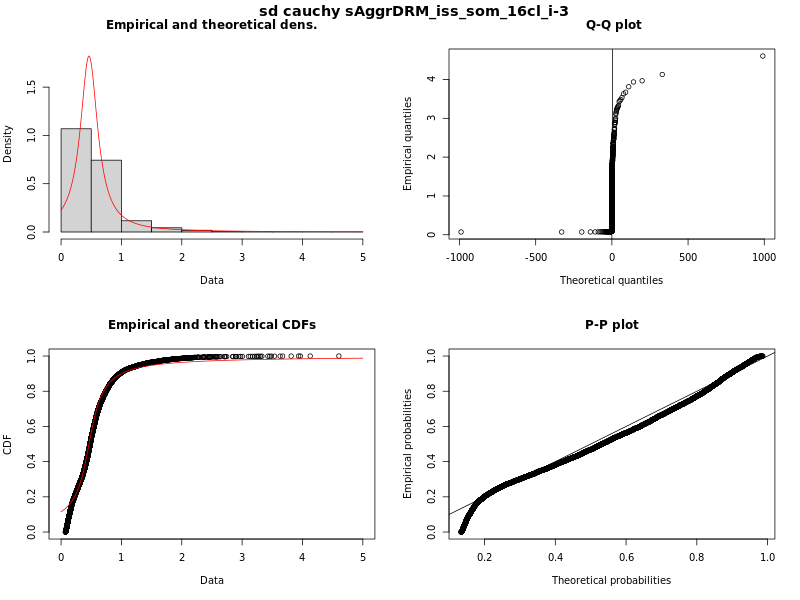 sd cauchy sAggrDRM_iss_som_16cl_i-3
Empirical and theoretical dens.
Density
0.0 0.5 1.0 1.5
0 1 2 3 4 5
Data
Q-Q plot
Empirical quantiles
0 1 2 3 4
-1000 -500 0 500 1000
Theoretical quantiles
Empirical and theoretical CDFs
CDF
0.0 0.2 0.4 0.6 0.8 1.0
0 1 2 3 4 5
Data
P-P plot
Empirical probabilities
0.0 0.2 0.4 0.6 0.8 1.0
0.2 0.4 0.6 0.8 1.0
Theoretical probabilities